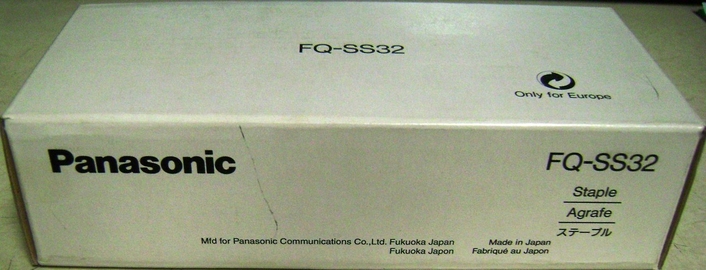 FQ-SS32
Only for Europe
Panasonic
FQ-SS32
Staple
Agrafe
ステープル
Mfd for Panasonic Communications Co.,Ltd. Fukuoka Japan
Fukuoka Japon
Made in Japan
Fabriqué au Japon